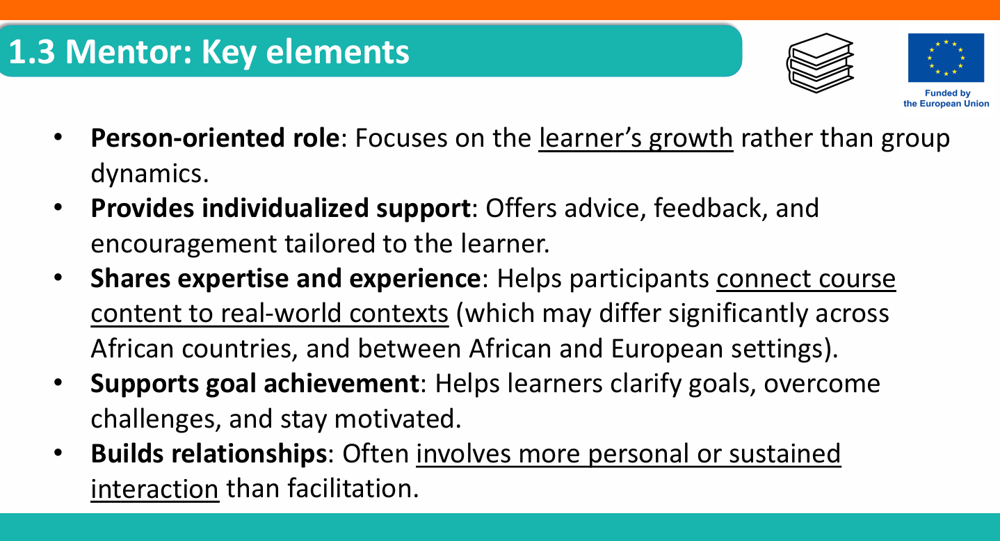 1.3 Mentor: Key elements
Funded by
the European Union
• Person-oriented role: Focuses on the learner’s growth rather than group
dynamics.
• Provides individualized support: Offers advice, feedback, and
encouragement tailored to the learner.
• Shares expertise and experience: Helps participants connect course
content to real-world contexts (which may differ significantly across
African countries, and between African and European settings).
• Supports goal achievement: Helps learners clarify goals, overcome
challenges, and stay motivated.
• Builds relationships: Often involves more personal or sustained
interaction than facilitation.